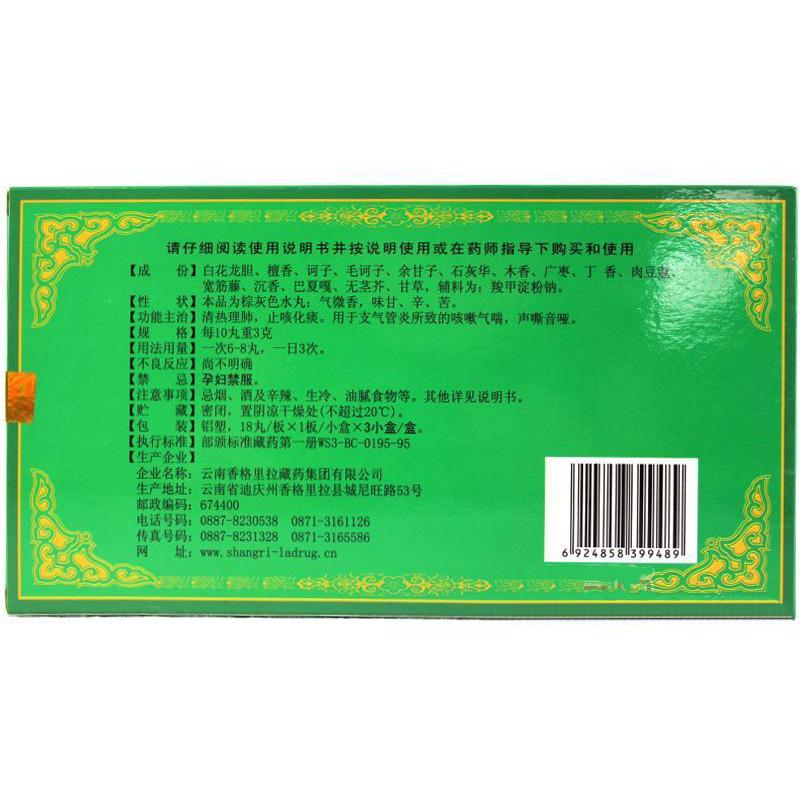 请仔细阅读使用说明书并按说明使用或在药师指导下购买和使用
【成　份】白花龙胆、檀香、诃子、毛诃子、余甘子、石灰华、木香、广枣、丁 香、肉豆蔻、
宽筋藤、沉香、巴夏嘎、无茎芥、甘草，辅料为：羧甲淀粉钠。
【性　状】本品为棕灰色水丸；气微香，味甘、辛、苦。
【功能主治】清热理肺，止咳化痰。用于支气管炎所致的咳嗽气喘，声嘶音哑。
【规　格】每10丸重3克
【用法用量】一次6-8丸，一日3次。
【不良反应】尚不明确
【禁　忌】孕妇禁服。
【注意事项】忌烟、酒及辛辣、生冷、油腻食物等。其他详见说明书。
【贮　藏】密闭，置阴凉干燥处(不超过20℃)。
【包　装】铝塑，18丸/板×1板/小盒×3小盒/盒。
【执行标准】部颁标准藏药第一册WS3-BC-0195-95
【生产企业】
企业名称：云南香格里拉藏药集团有限公司
生产地址：云南省迪庆州香格里拉县城尼旺路53号
邮政编码：674400
电话号码：0887-8230538 0871-3161126
传真号码：0887-8231328 0871-3165586
网　址：www.shangri-ladrug.cn
6 924858 399489